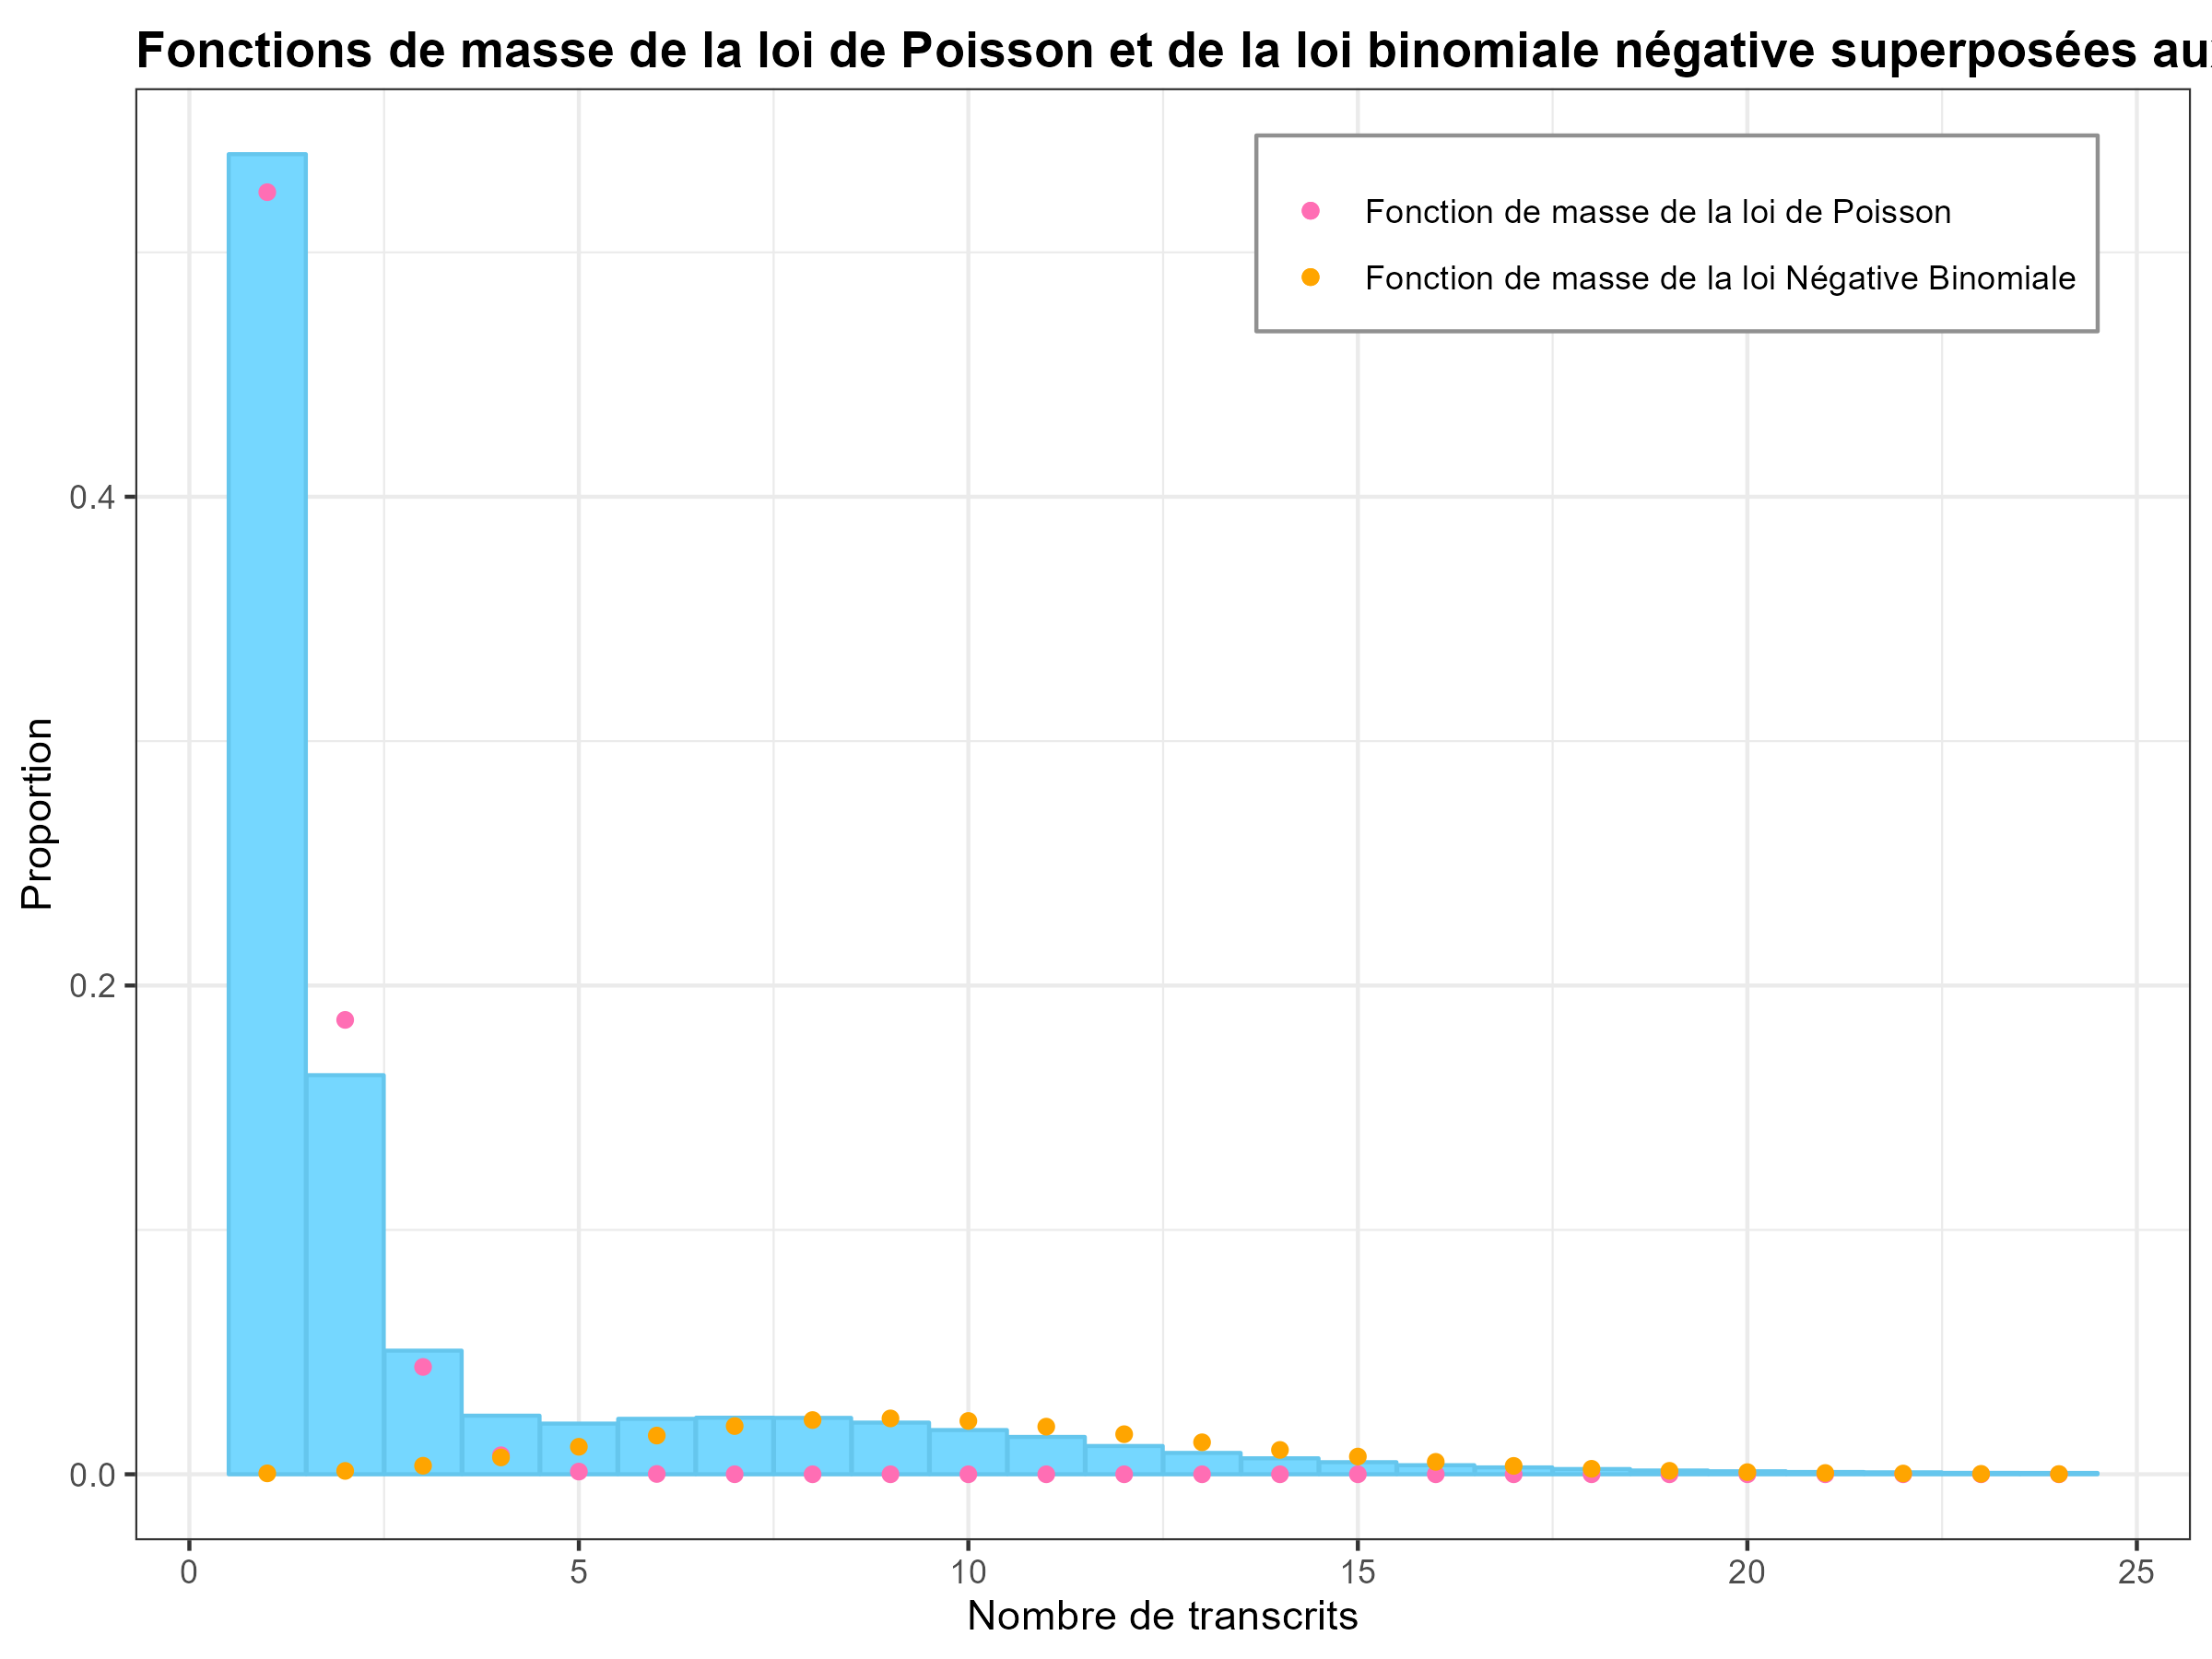 Fonctions de masse de la loi de Poisson et de la loi binomiale négative superposées au
Fonction de masse de la loi de Poisson
Fonction de masse de la loi Négative Binomiale
Proportion
0.4
0.2
0.0
0 5 10 15 20 25
Nombre de transcrits